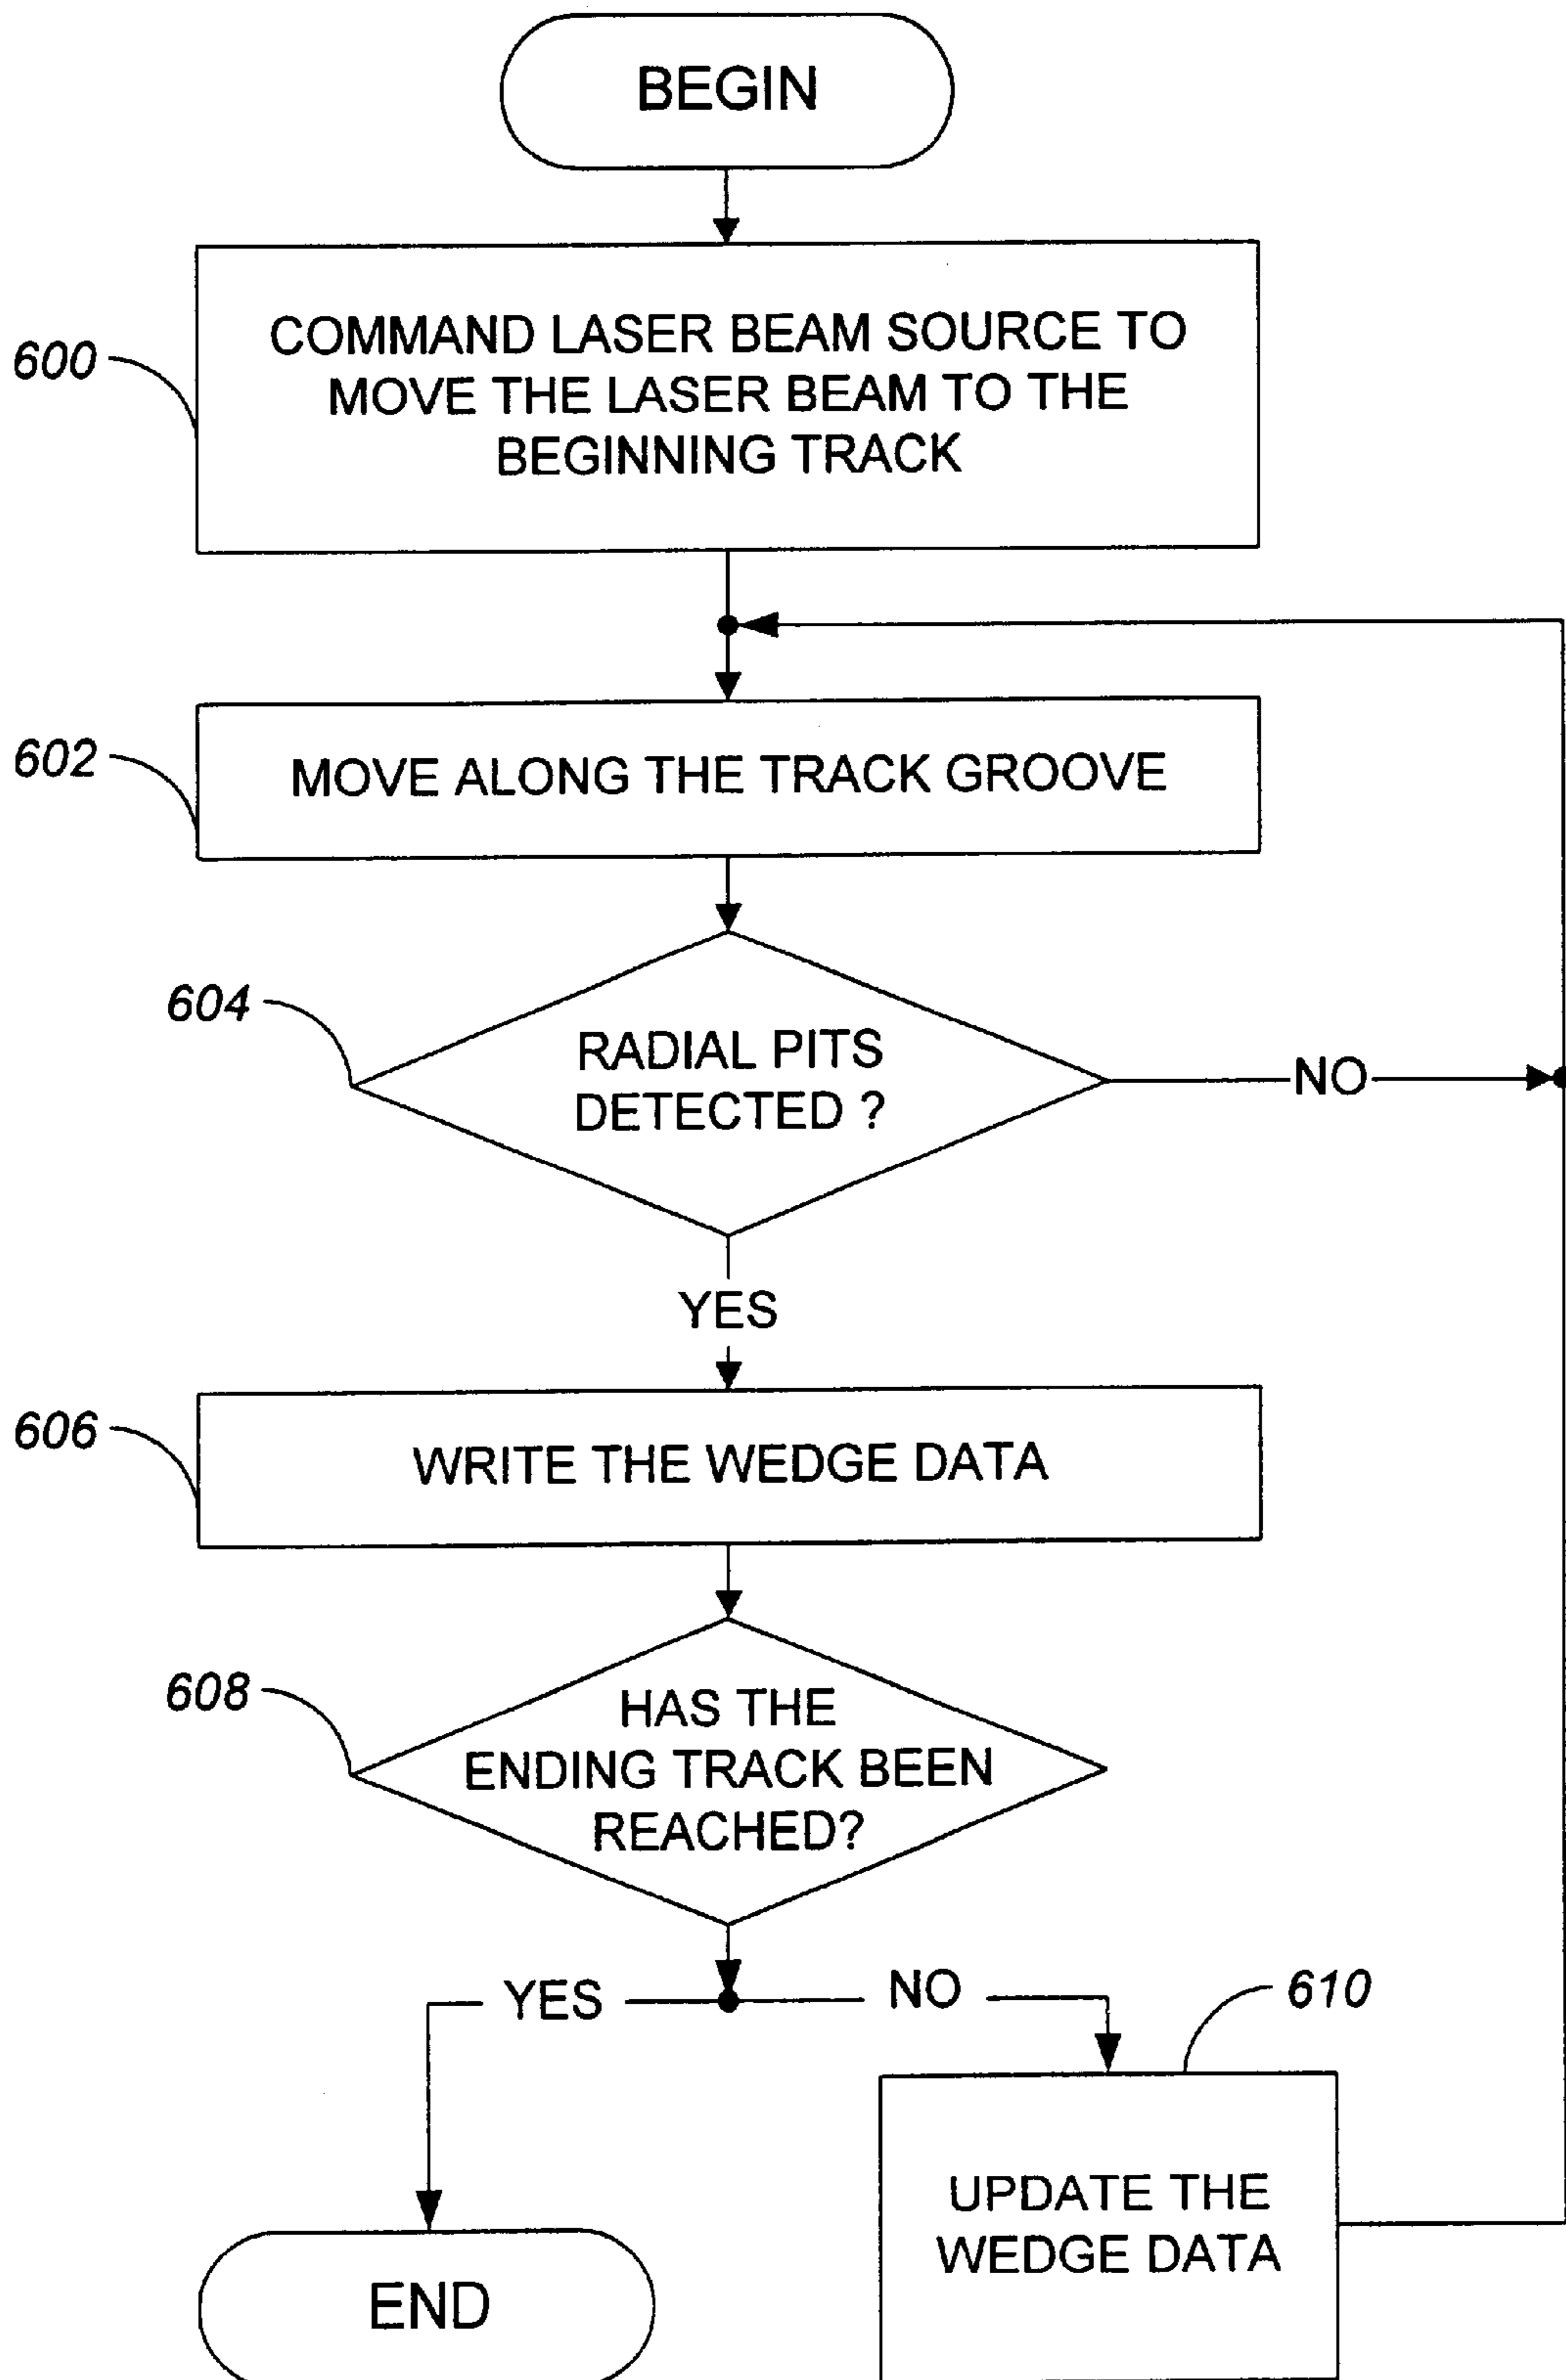 BEGIN
600
COMMAND LASER BEAM SOURCE TO
MOVE THE LASER BEAM TO THE
BEGINNING TRACK
602
MOVE ALONG THE TRACK GROOVE
604
RADIAL PITS
DETECTED ?
NO
YES
606
WRITE THE WEDGE DATA
608
HAS THE
ENDING TRACK BEEN
REACHED?
YES
NO
610
UPDATE THE
WEDGE DATA
END